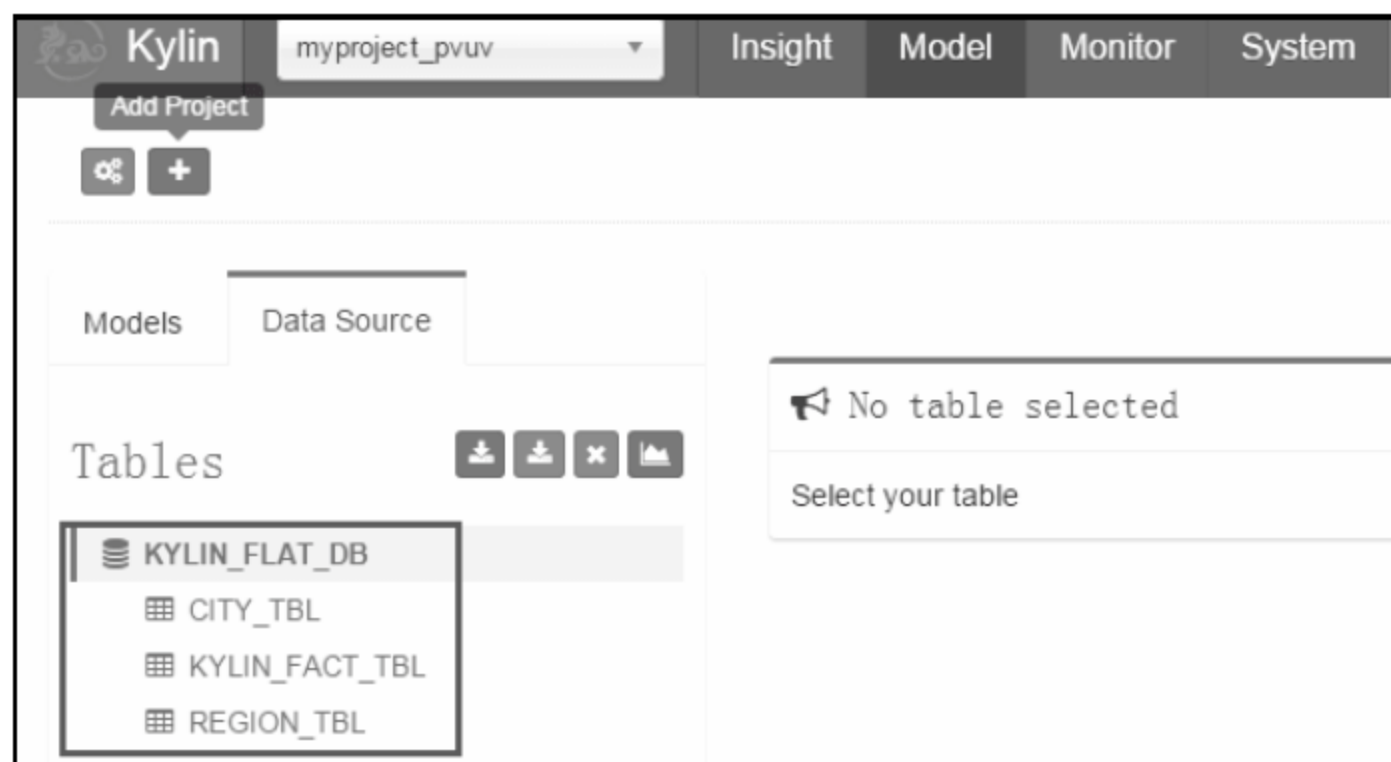 Kylin myproject_pvuv Insight Model Monitor System
Add Project
Models Data Source
No table selected
Tables
Select your table
KYLIN_FLAT_DB
CITY_TBL
KYLIN_FACT_TBL
REGION_TBL